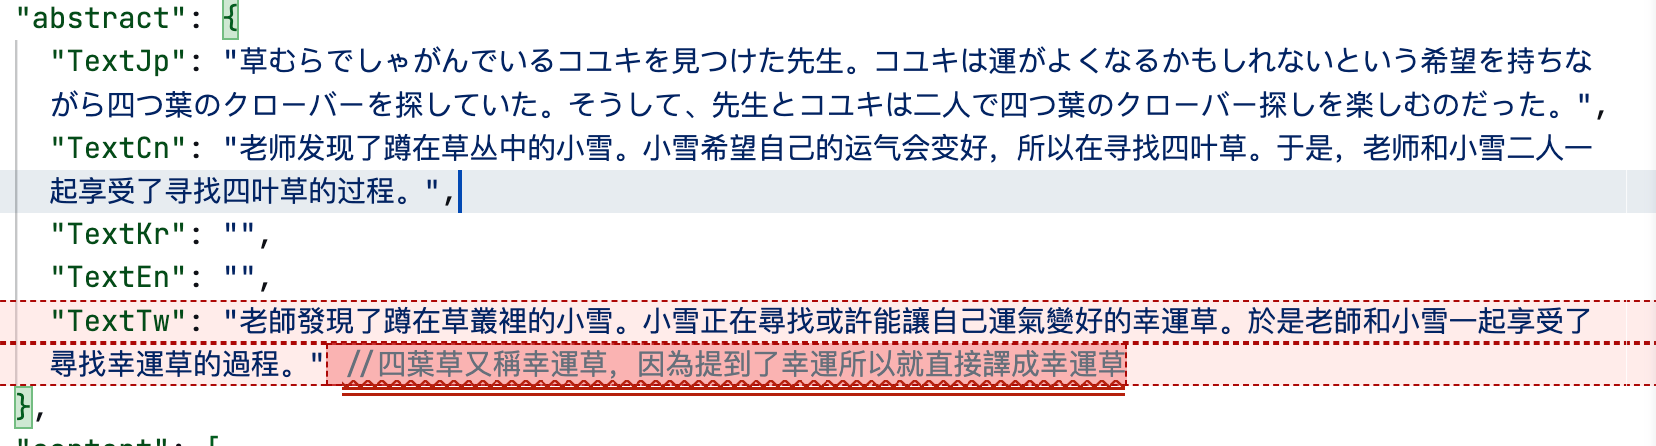 "abstract": {
"TextJp": "草むらでしゃがんでいるコユキを見つけた先生。コユキは運がよくなるかもしれないという希望を持ちな
がら四つ葉のクローバーを探していた。そうして、先生とコユキは二人で四つ葉のクローバー探しを楽しむのだった。",
"TextCn": "老师发现了蹲在草丛中的小雪。小雪希望自己的运气会变好，所以在寻找四叶草。于是，老师和小雪二人一
起享受了寻找四叶草的过程。",
"TextKr": "",
"TextEn": "",
"TextTw": "老師發現了蹲在草叢裡的小雪。小雪正在尋找或許能讓自己運氣變好的幸運草。於是老師和小雪一起享受了
尋找幸運草的過程。" //四葉草又稱幸運草，因為提到了幸運所以就直接譯成幸運草
},